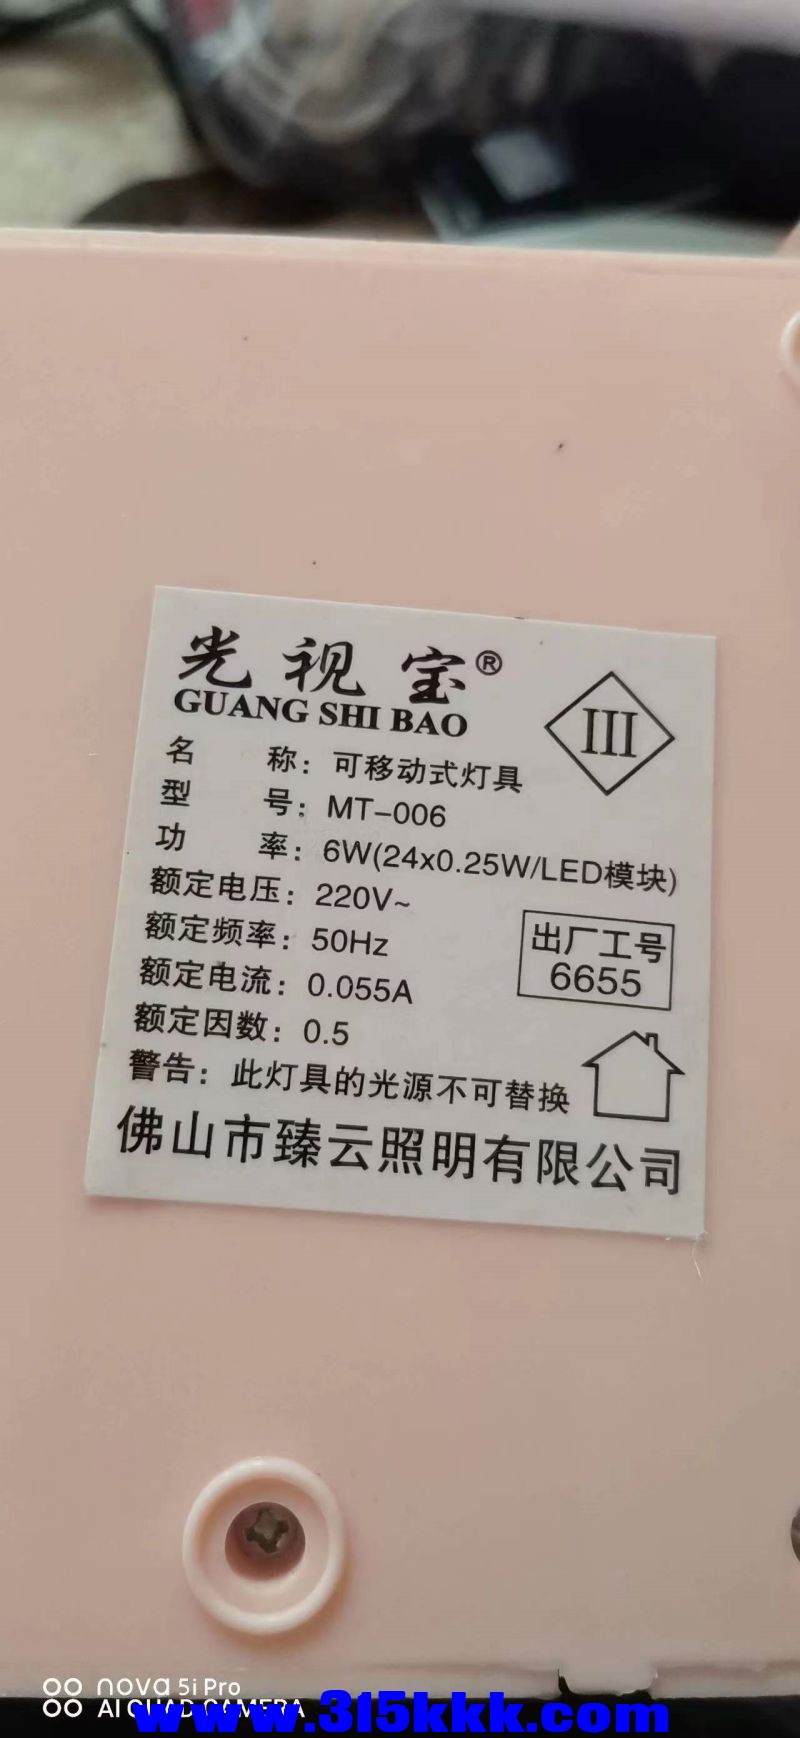 光视宝®
GUANG SHI BAO
III
名 称：可移动式灯具
型 号：MT-006
功 率：6W(24x0.25W/LED模块)
额定电压：220V~
额定频率：50Hz
额定电流：0.055A
额定因数：0.5
出厂工号
6655
警告：此灯具的光源不可替换
佛山市臻云照明有限公司
nova 5i Pro
AI QUAD CAMERA
www.315kkk.com